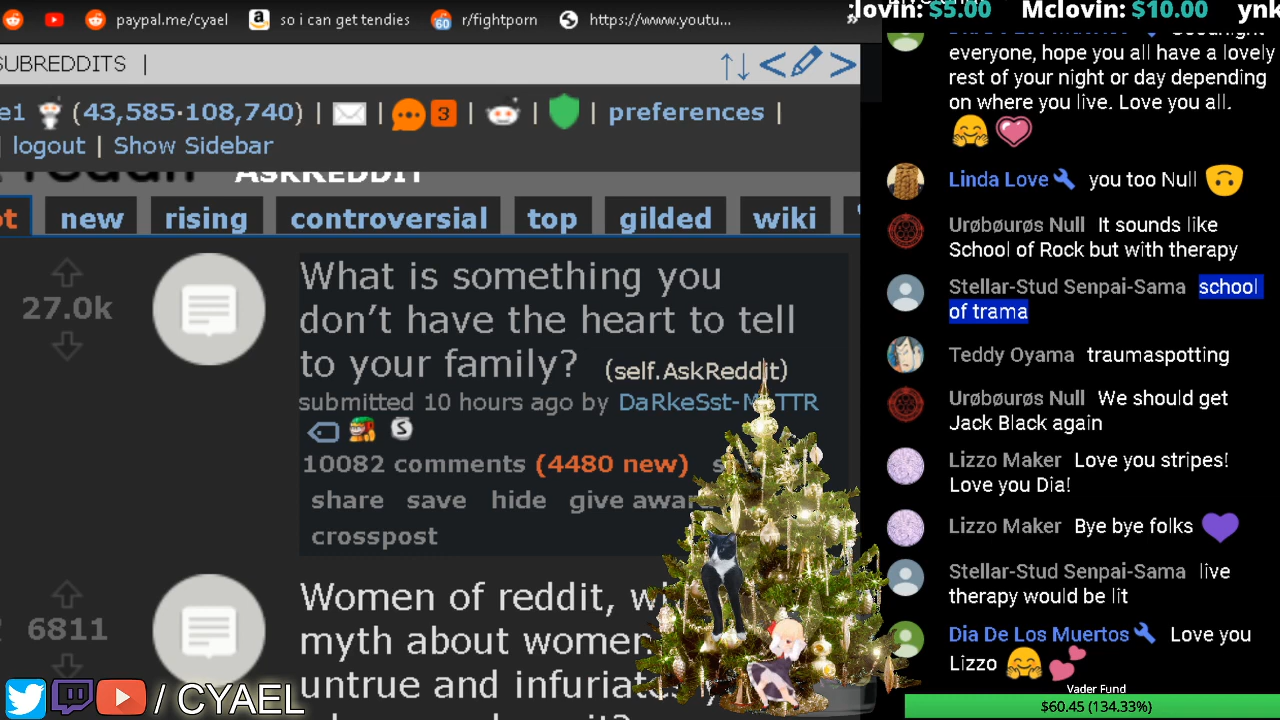 paypal.me/cyael so i can get tendies r/fightporn https://www.youtu... »
SUBREDDITS |
(43,585·108,740) | | 3 | | | preferences |
| logout | Show Sidebar
ASKREDDIT
new rising controversial top gilded wiki
27.0k
What is something you
don't have the heart to tell
to your family? (self.AskReddit)
submitted 10 hours ago by
10082 comments (4480 new)
share save hide give
crosspost
6811
Women of reddit,
myth about women
untrue and
/ CYAEL
$5.00 Mclovin: $10.00
everyone, hope you all have a lovely
rest of your night or day depending
on where you live. Love you all.
Linda Love you too Null
Urøbourøs Null It sounds like
School of Rock but with therapy
Stellar-Stud Senpai-Sama school
of trama
Teddy Oyama traumaspotting
Urøbourøs Null We should get
Jack Black again
Lizzo Maker Love you stripes!
Love you Dia!
Lizzo Maker Bye bye folks
Stellar-Stud Senpai-Sama live
therapy would be lit
Dia De Los Muertos Love you
Lizzo
Vader Fund
$60.45 (134.33%)